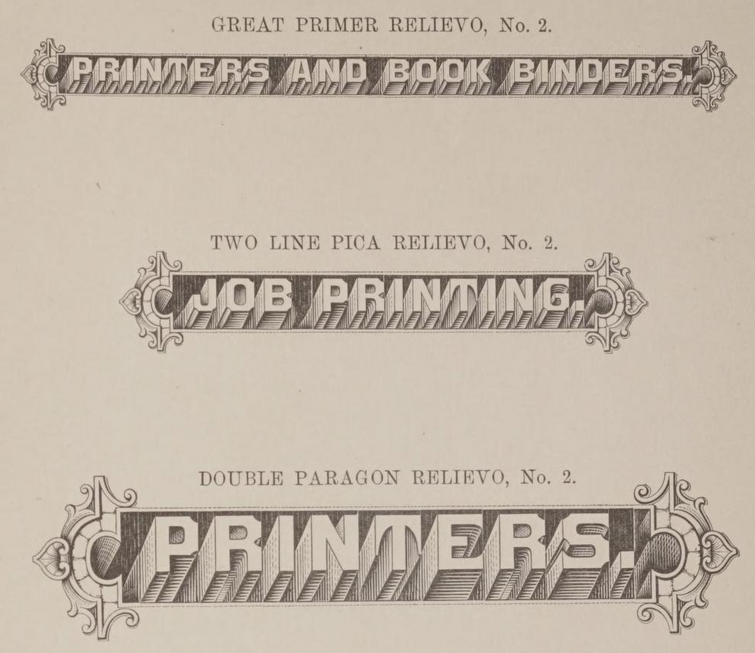 GREAT PRIMER RELIEVO, No. 2.
PRINTERS AND BOOK BINDERS.
TWO LINE PICA RELIEVO, No. 2.
JOB PRINTING.
DOUBLE PARAGON RELIEVO, No. 2.
PRINTERS.